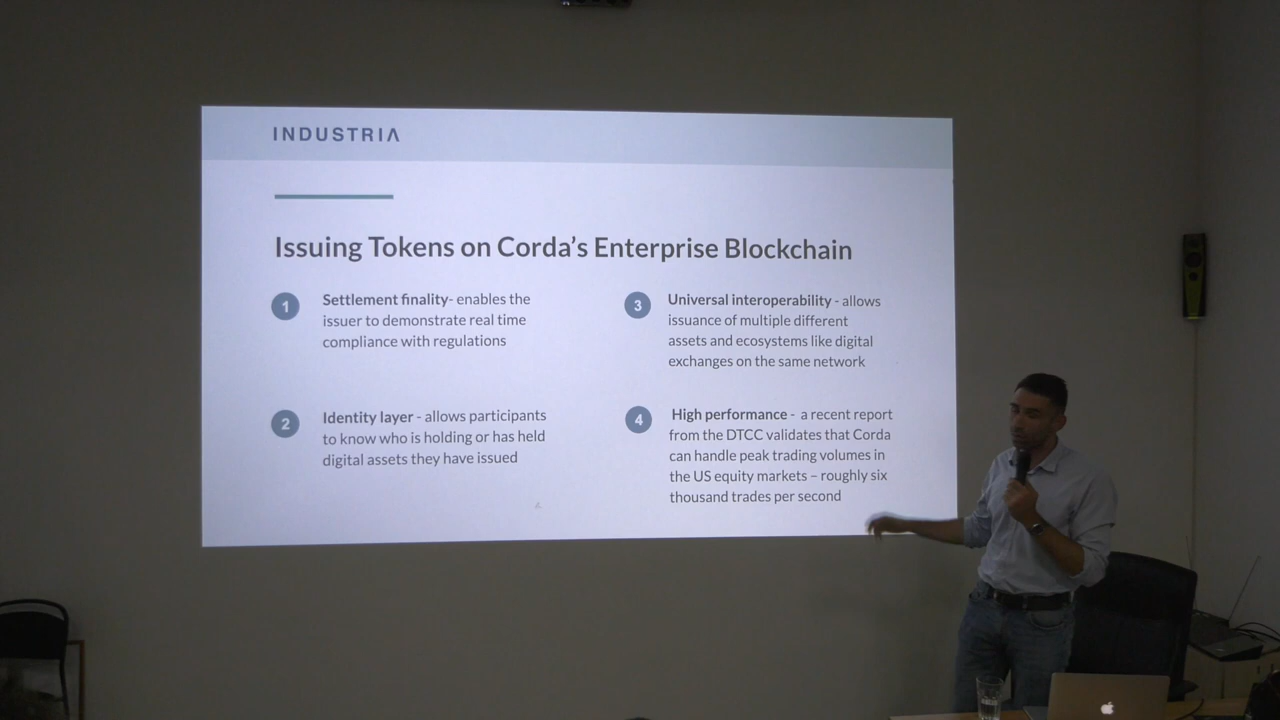 INDUSTRIA
Issuing Tokens on Corda's Enterprise Blockchain
1
Settlement finality- enables the
issuer to demonstrate real time
compliance with regulations
2
Identity layer - allows participants
to know who is holding or has held
digital assets they have issued
3
Universal interoperability - allows
issuance of multiple different
assets and ecosystems like digital
exchanges on the same network
4
High performance - a recent report
from the DTCC validates that Corda
can handle peak trading volumes in
the US equity markets – roughly six
thousand trades per second